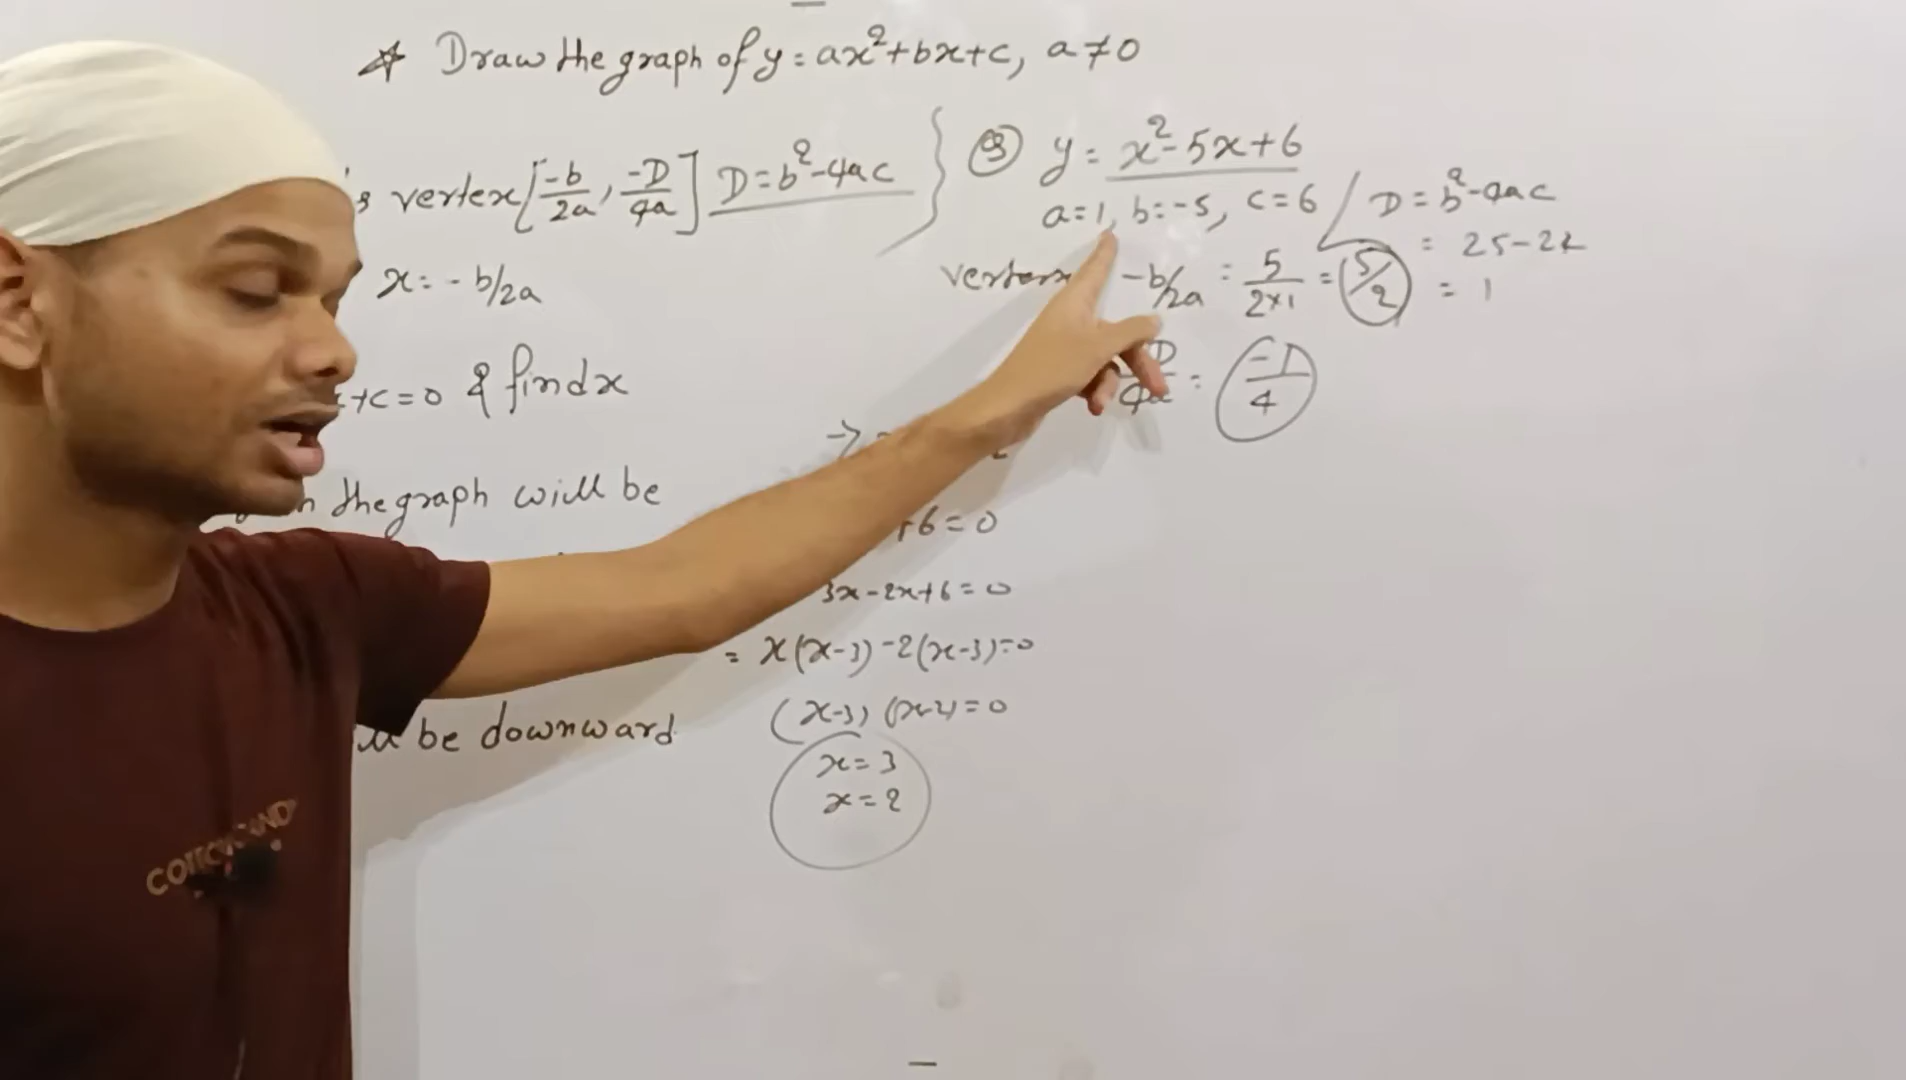 ☆ Draw the graph of y = ax²+bx+c, a≠0
vertex [-b/2a, -D/4a] D=b²-4ac
x = -b/2a
+c=0 & find x
the graph will be
be downward
③ y = x²-5x+6
a=1, b=-5, c=6
D = b²-4ac
= 25-24
= 1
-b/2a = 5/2×1 = 5/2
D/4a =
4
6=0
3x-2x+6=0
= x(x-3)-2(x-3)=0
(x-3)(x-2)=0
x=3
x=2